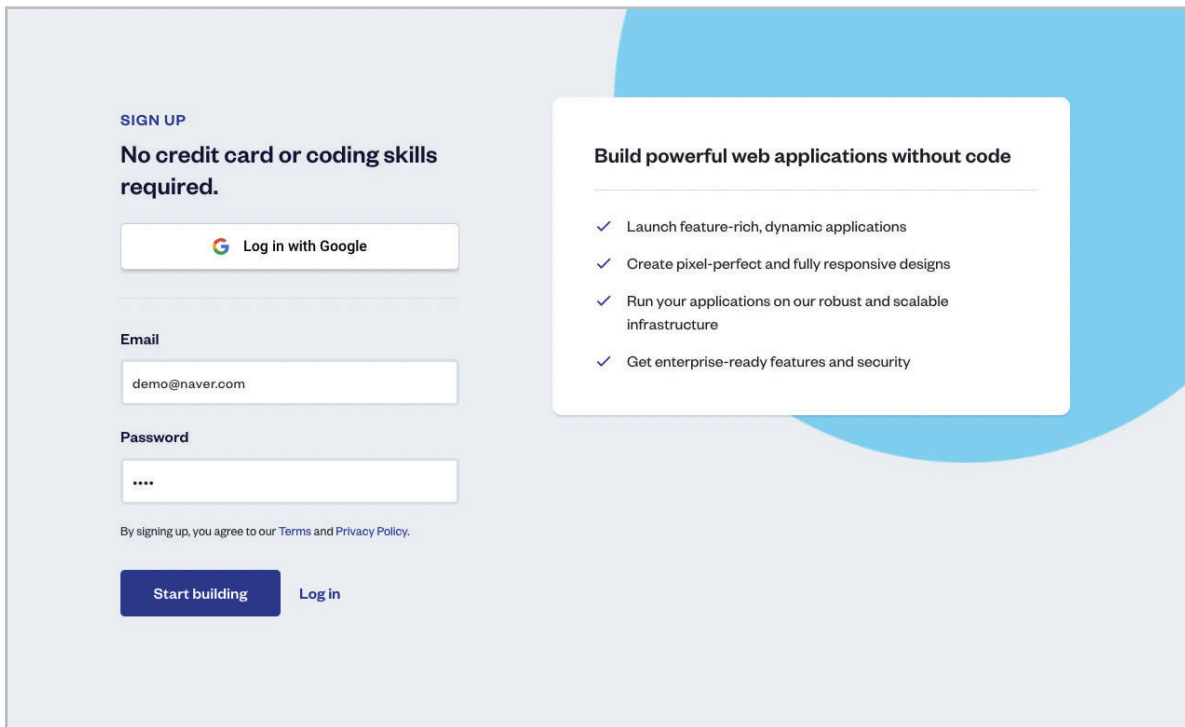 SIGN UP
No credit card or coding skills
required.
Log in with Google
Email
demo@naver.com
Password
••••
By signing up, you agree to our Terms and Privacy Policy.
Start building
Log in
Build powerful web applications without code
Launch feature-rich, dynamic applications
Create pixel-perfect and fully responsive designs
Run your applications on our robust and scalable
infrastructure
Get enterprise-ready features and security